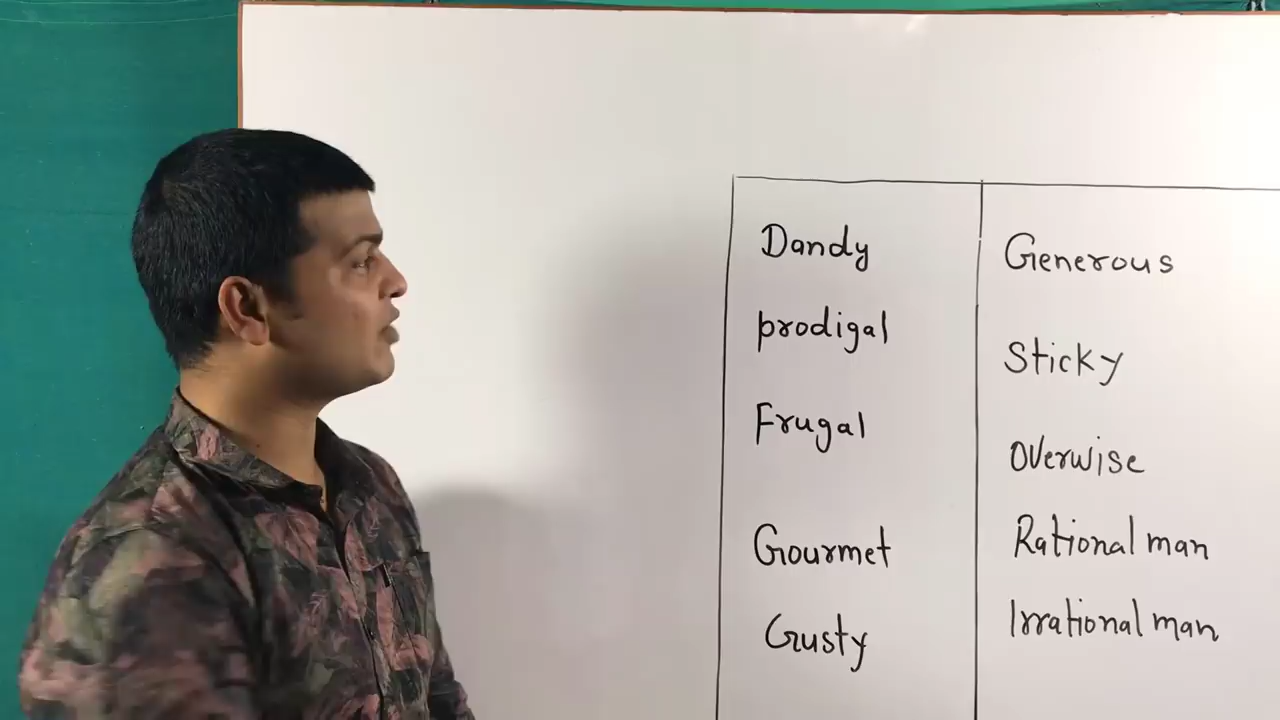 Dandy
prodigal
Frugal
Gourmet
Gusty
Generous
Sticky
Overwise
Rational man
Irrational man